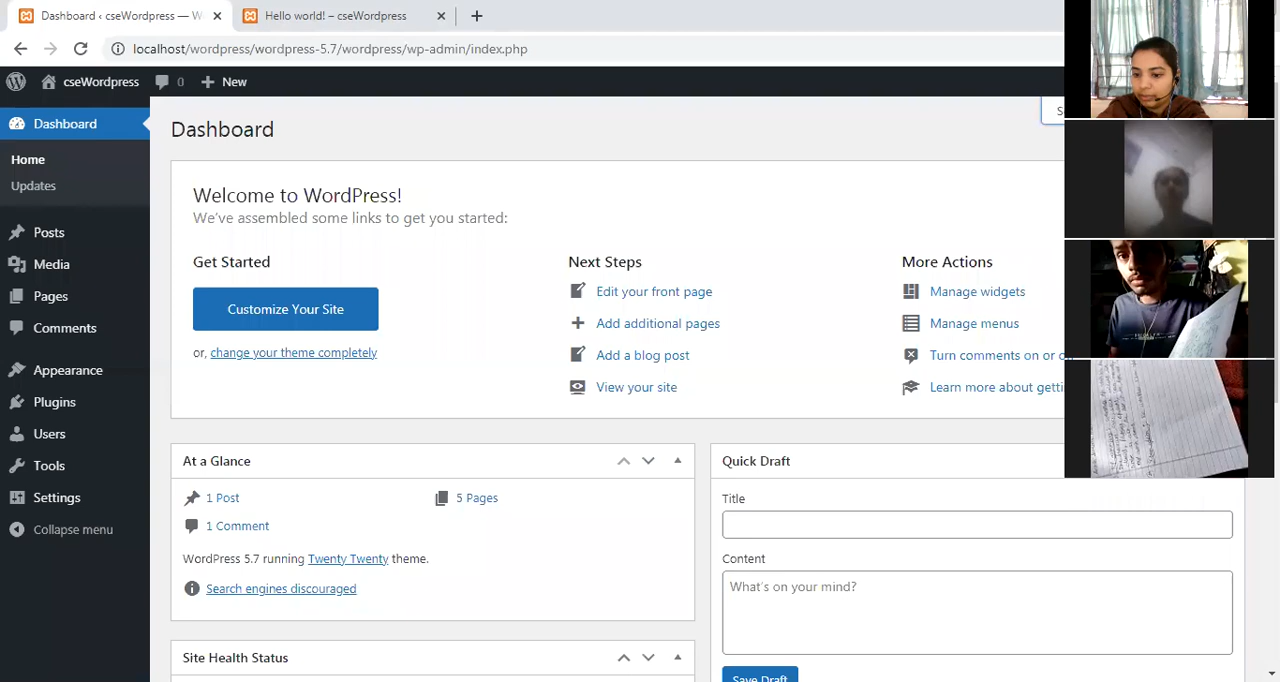 Dashboard ‹ cseWordpress — W
Hello world! – cseWordpress
localhost/wordpress/wordpress-5.7/wordpress/wp-admin/index.php
cseWordpress 0 New
Dashboard
Home
Updates
Posts
Media
Pages
Comments
Appearance
Plugins
Users
Tools
Settings
Collapse menu
Dashboard
Welcome to WordPress!
We've assembled some links to get you started:
Get Started
Customize Your Site
or, change your theme completely
Next Steps
Edit your front page
Add additional pages
Add a blog post
View your site
More Actions
Manage widgets
Manage menus
Turn comments on or o
Learn more about getti
At a Glance
1 Post
5 Pages
1 Comment
WordPress 5.7 running Twenty Twenty theme.
Search engines discouraged
Site Health Status
Quick Draft
Title
Content
What's on your mind?
Save Draft